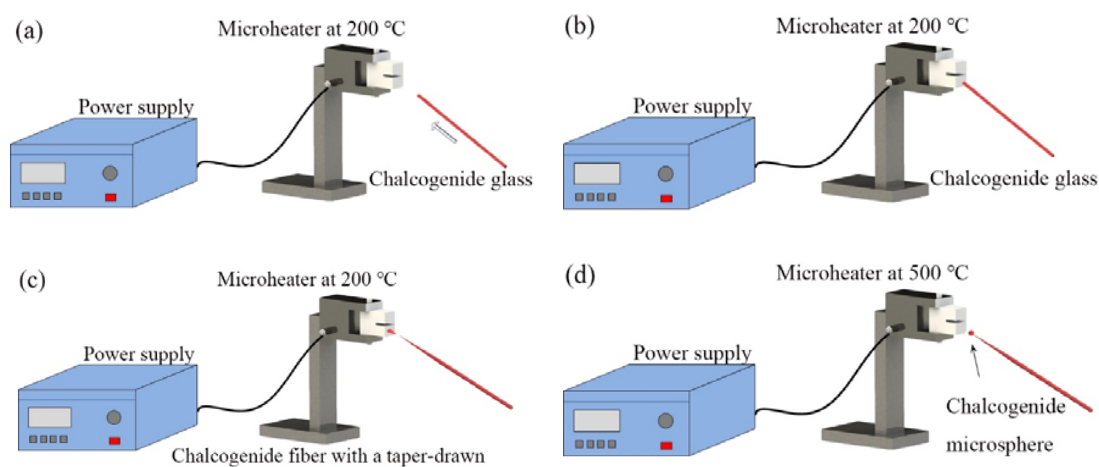 (a)
Microheater at 200 ℃
Power supply
Chalcogenide glass
(b)
Microheater at 200 ℃
Power supply
Chalcogenide glass
(c)
Microheater at 200 ℃
Power supply
Chalcogenide fiber with a taper-drawn
(d)
Microheater at 500 ℃
Power supply
Chalcogenide
microsphere